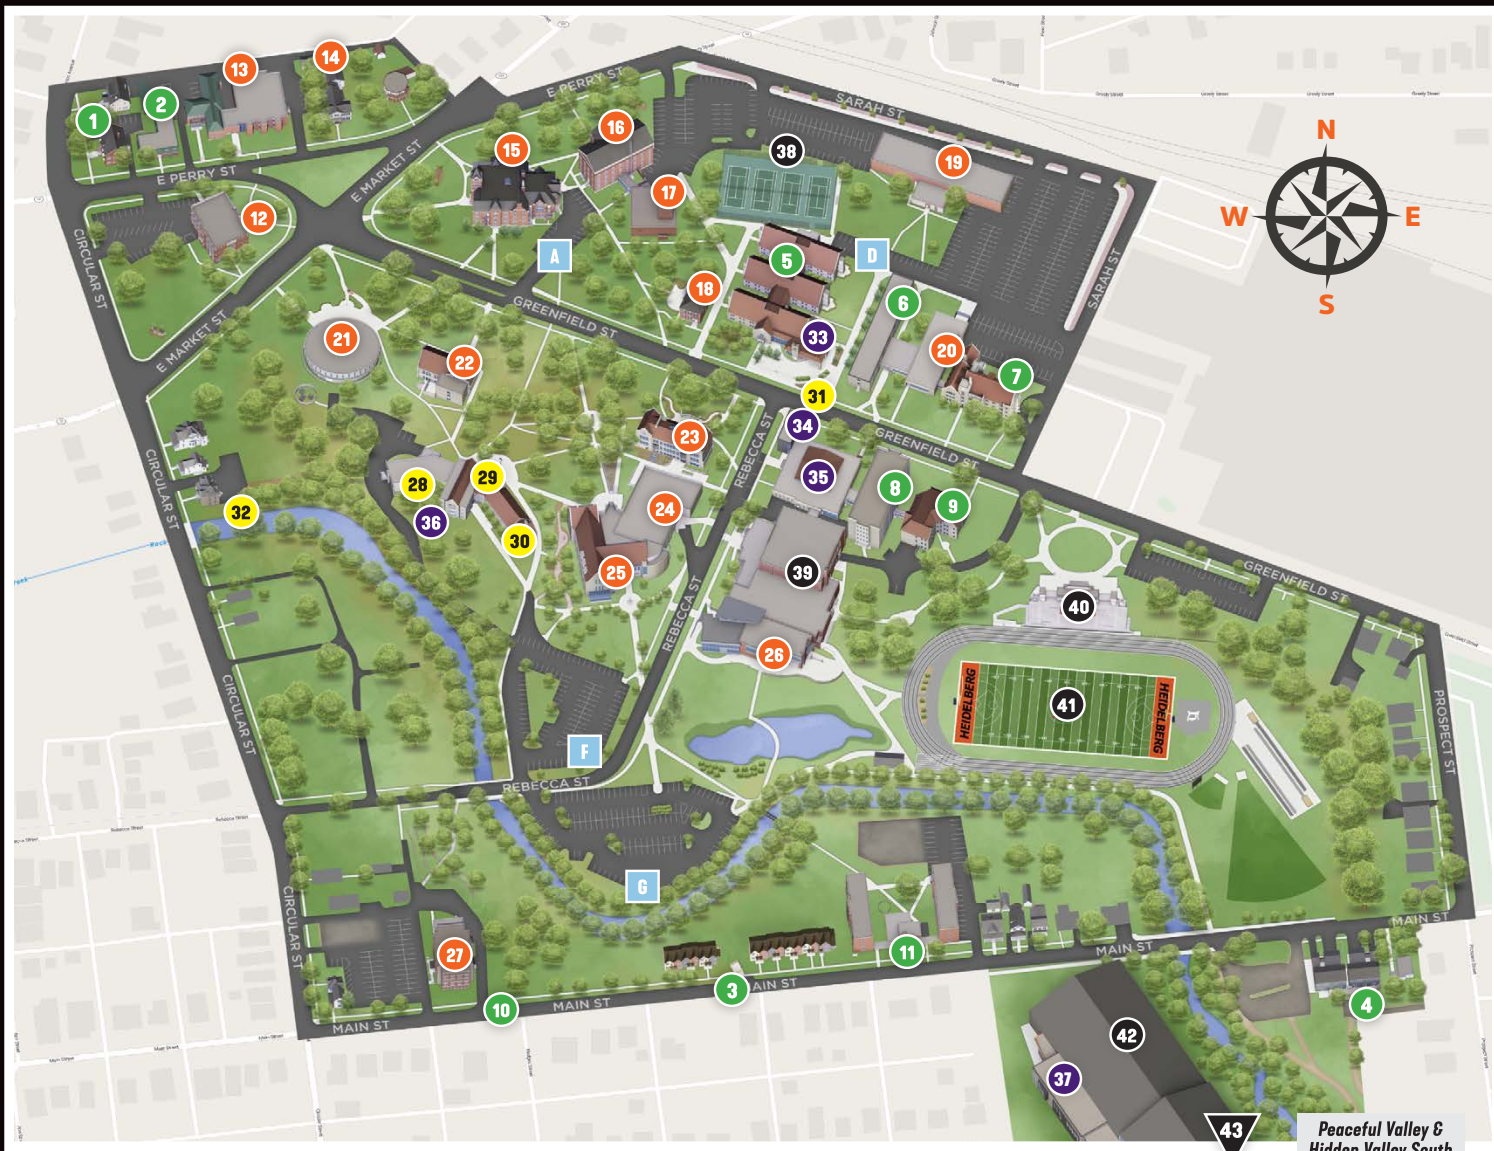 14
13
2
1
E PERRY ST
16
SARAH ST
N
15
38
19
E MARKET ST
E PERRY ST
17
12
W
E
CIRCULAR ST
A
5
D
SARAH ST
18
6
S
GREENFIELD ST
E MARKET ST
21
33
22
20
7
31
34
REBECCA ST
23
GREENFIELD ST
CIRCULAR ST
28
29
35
8
9
32
36
24
30
25
39
GREENFIELD ST
40
REBECCA ST
26
HEIDELBERG
41
HEIDELBERG
CIRCULAR ST
PROSPECT ST
F
REBECCA ST
G
CIRCULAR ST
27
11
MAIN ST
MAIN ST
3
MAIN ST
10
MAIN ST
4
42
37
43
Peaceful Valley &
Hidden Valley South